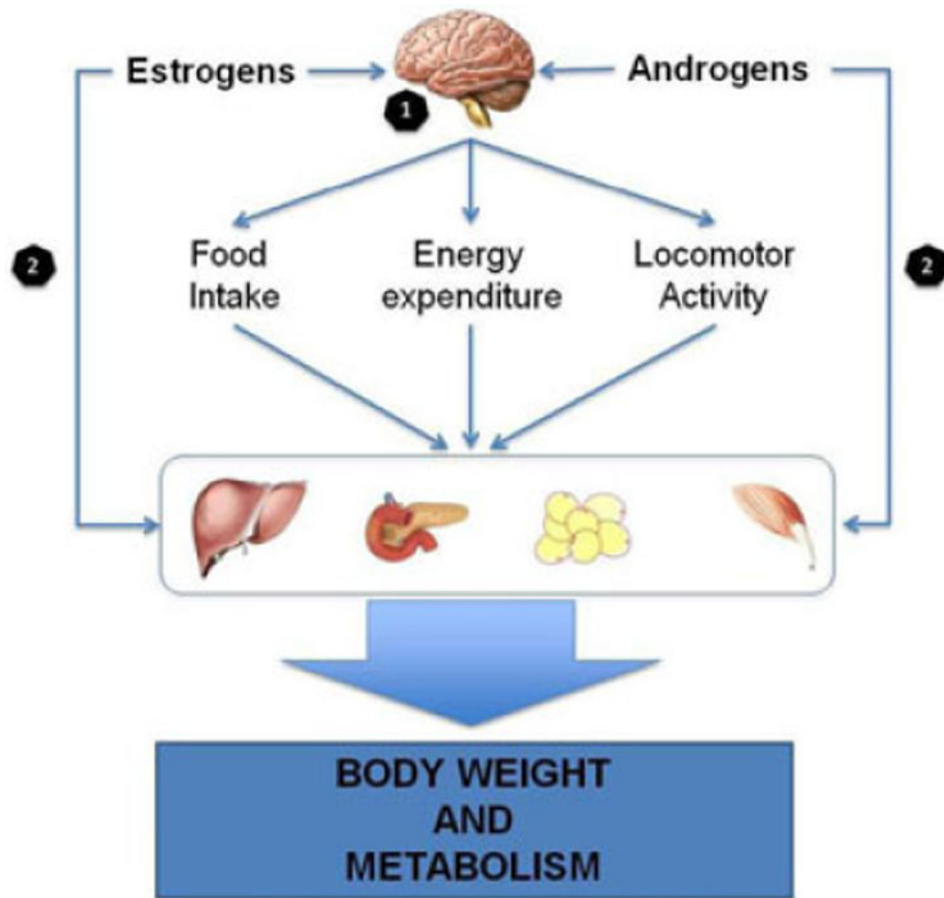 Estrogens
Androgens
1
Food
Intake
Energy
expenditure
Locomotor
Activity
2
2
BODY WEIGHT
AND
METABOLISM